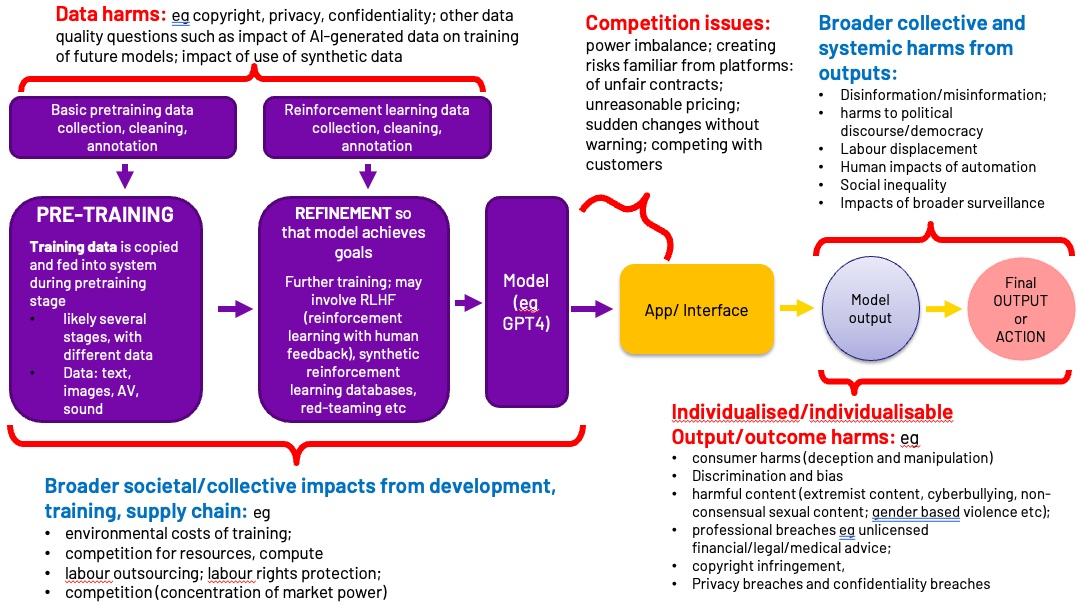 Data harms: eg copyright, privacy, confidentiality; other data
quality questions such as impact of AI-generated data on training
of future models; impact of use of synthetic data
Competition issues:
power imbalance; creating
risks familiar from platforms:
of unfair contracts;
unreasonable pricing;
sudden changes without
warning; competing with
customers
Broader collective and
systemic harms from
outputs:
• Disinformation/misinformation;
• harms to political
discourse/democracy
• Labour displacement
• Human impacts of automation
• Social inequality
• Impacts of broader surveillance
Basic pretraining data
collection, cleaning,
annotation
Reinforcement learning data
collection, cleaning,
annotation
PRE-TRAINING
Training data is copied
and fed into system
during pretraining
stage
• likely several
stages, with
different data
• Data: text,
images, AV,
sound
REFINEMENT so
that model achieves
goals
Further training; may
involve RLHF
(reinforcement
learning with human
feedback), synthetic
reinforcement
learning databases,
red-teaming etc
Model
(eg
GPT4)
App/ Interface
Model
output
Final
OUTPUT
or
ACTION
Broader societal/collective impacts from development,
training, supply chain: eg
• environmental costs of training;
• competition for resources, compute
• labour outsourcing; labour rights protection;
• competition (concentration of market power)
Individualised/individualisable
Output/outcome harms: eg
• consumer harms (deception and manipulation)
• Discrimination and bias
• harmful content (extremist content, cyberbullying, non-
consensual sexual content; gender based violence etc);
• professional breaches eg unlicensed
financial/legal/medical advice;
• copyright infringement,
• Privacy breaches and confidentiality breaches